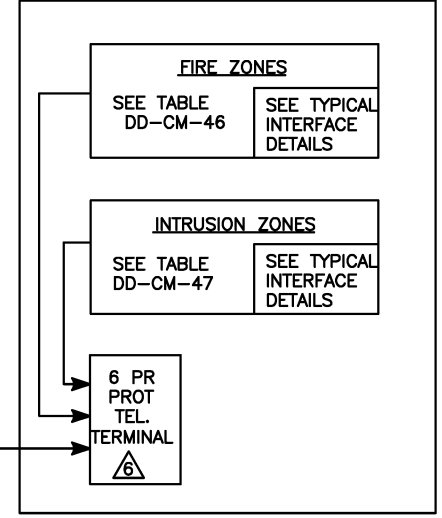 FIRE ZONES
SEE TABLE
DD-CM-46
SEE TYPICAL
INTERFACE
DETAILS
INTRUSION ZONES
SEE TABLE
DD-CM-47
SEE TYPICAL
INTERFACE
DETAILS
6 PR
PROT
TEL.
TERMINAL
6